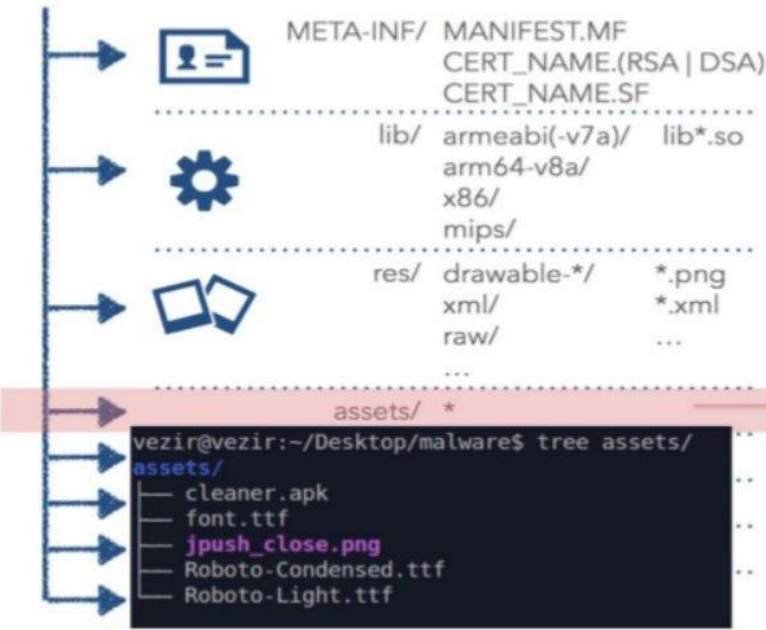 META-INF/ MANIFEST.MF
CERT_NAME.(RSA | DSA)
CERT_NAME.SF
lib/ armeabi(-v7a)/ lib*.so
arm64-v8a/
x86/
mips/
res/ drawable-*/ *.png
xml/ *.xml
raw/ ...
...
assets/ *
vezir@vezir:~/Desktop/malware$ tree assets/
assets/
├── cleaner.apk
├── font.ttf
├── jpush_close.png
├── Roboto-Condensed.ttf
└── Roboto-Light.ttf